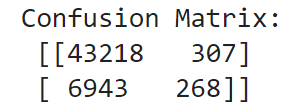 Confusion Matrix:
[[43218   307]
[ 6943   268]]